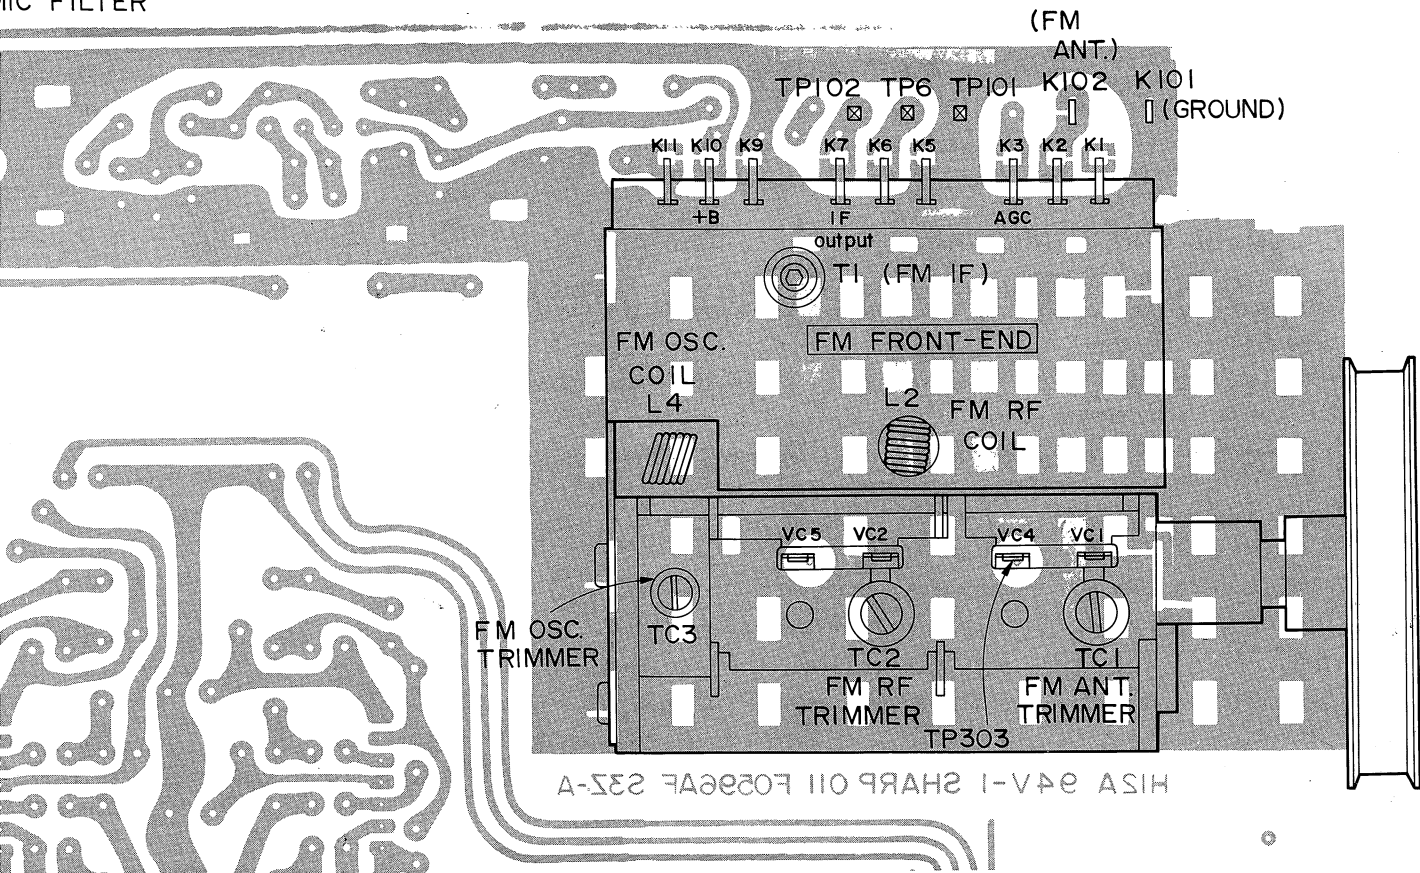 MIC FILTER
(FM
ANT.)
TP102 TP6 TP101 K102 K101
(GROUND)
K11 K10 K9 K7 K6 K5 K3 K2 K1
+B IF AGC
output
T1 (FM IF)
FM OSC.
COIL
L4
FM FRONT-END
L2 FM RF
COIL
VC5 VC2 VC4 VC1
FM OSC.
TRIMMER
TC3
TC2
FM RF
TRIMMER
TC1
FM ANT.
TRIMMER
TP303
H12A 94V-1 SHARP 011 F0596AF S3Z-A